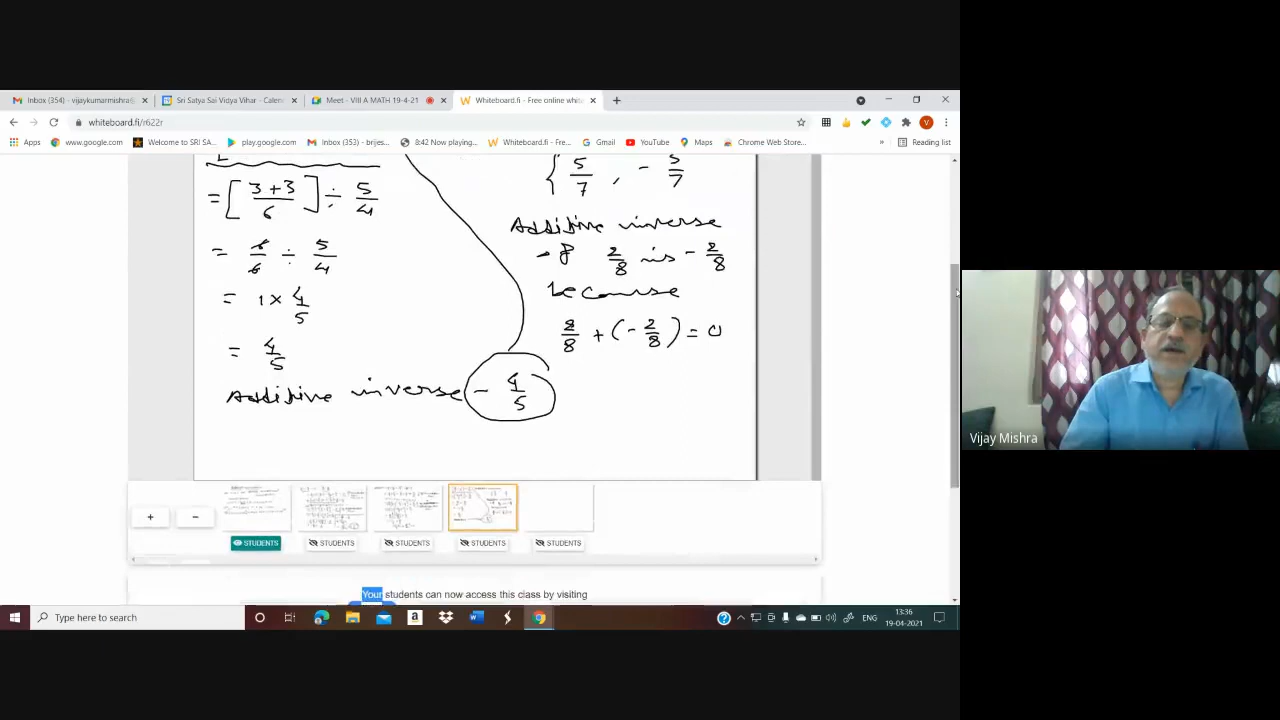 Inbox (354) - vijaykumarmishra@
Sri Satya Sai Vidya Vihar - Calen
Meet - VIII A MATH 19-4-21
Whiteboard.fi - Free online white
whiteboard.fi/r622r
Apps
www.google.com
Welcome to SRI SA...
play.google.com
Inbox (353) - brijes...
8:42 Now playing...
Whiteboard.fi - Free...
Gmail
YouTube
Maps
Chrome Web Store...
»
Reading list
= [3+3/6] ÷ 5/4
= 6/6 ÷ 5/4
= 1 × 4/5
= 4/5
Additive inverse - 4/5
{ 5/7 , - 5/7
Additive inverse
of 2/8 is - 2/8
because
2/8 + (- 2/8) = 0
Vijay Mishra
+ -
STUDENTS STUDENTS STUDENTS STUDENTS STUDENTS
Your students can now access this class by visiting
Type here to search
ENG
13:36
19-04-2021